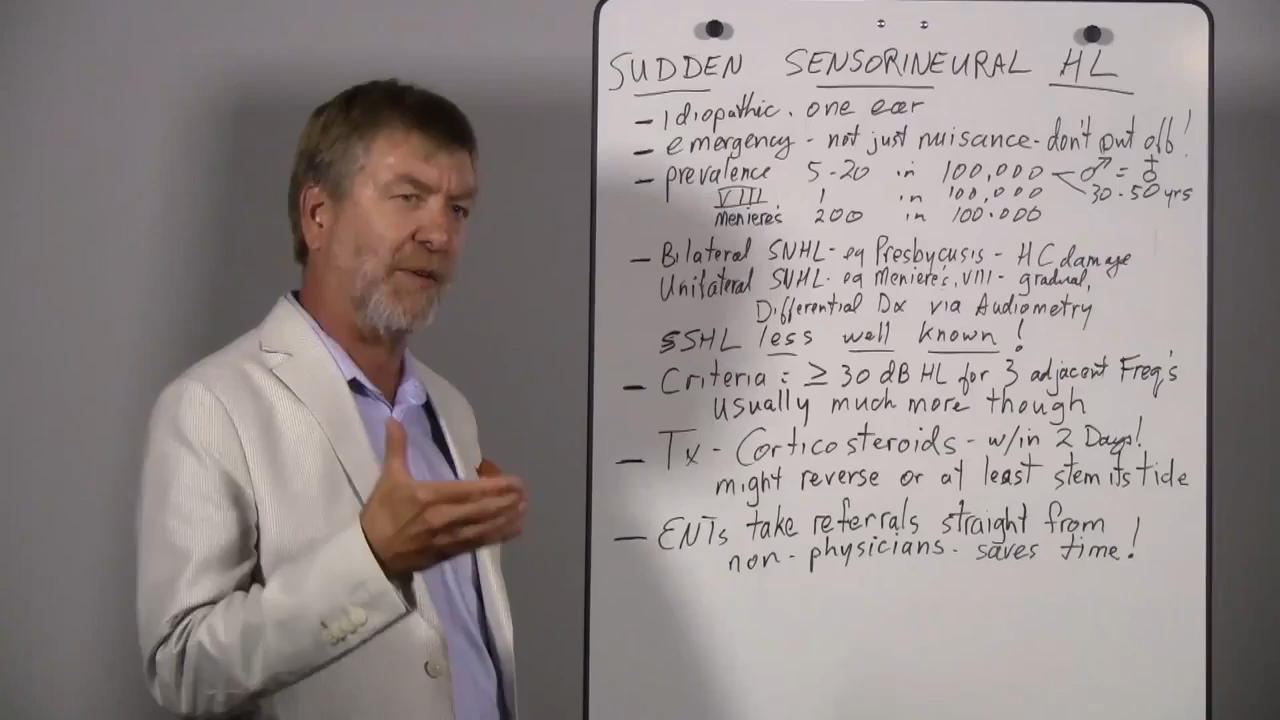 SUDDEN SENSORINEURAL HL
- Idiopathic. one ear
- emergency - not just nuisance - don't put off!
- prevalence 5-20 in 100,000 ♂ = ♀
VIII 1 in 100,000 30-50 yrs
Meniere's 200 in 100.000
- Bilateral SNHL - eg Presbycusis - HC damage
Unilateral SNHL - eg Meniere's, VIII - gradual,
Differential Dx via Audiometry
SSHL less well known!
- Criteria : ≥ 30 dB HL for 3 adjacent Freq's
usually much more though
- Tx - Corticosteroids - w/in 2 Days!
might reverse or at least stem its tide
- ENTs take referrals straight from
non-physicians - saves time!